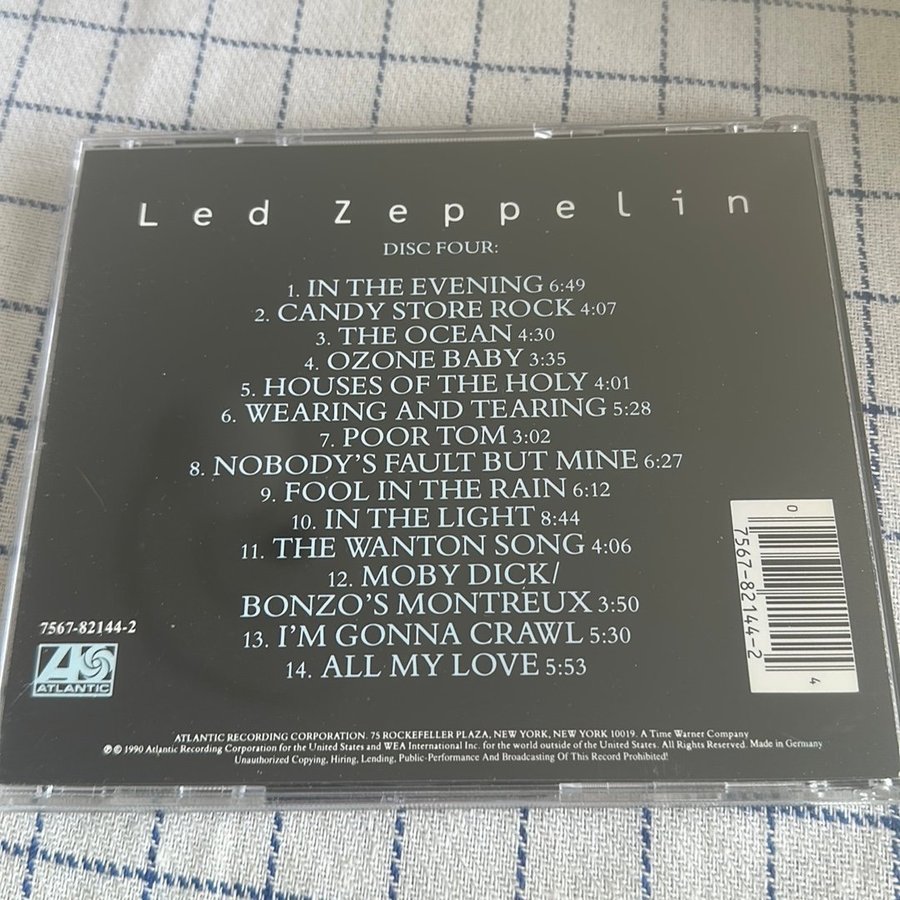 Led Zeppelin
DISC FOUR:
1. IN THE EVENING 6:49
2. CANDY STORE ROCK 4:07
3. THE OCEAN 4:30
4. OZONE BABY 3:35
5. HOUSES OF THE HOLY 4:01
6. WEARING AND TEARING 5:28
7. POOR TOM 3:02
8. NOBODY'S FAULT BUT MINE 6:27
9. FOOL IN THE RAIN 6:12
10. IN THE LIGHT 8:44
11. THE WANTON SONG 4:06
12. MOBY DICK/
BONZO'S MONTREUX 3:50
13. I'M GONNA CRAWL 5:30
14. ALL MY LOVE 5:53
7567-82144-2
ATLANTIC
0
7567-82144-2
4
ATLANTIC RECORDING CORPORATION. 75 ROCKEFELLER PLAZA, NEW YORK, NEW YORK 10019. A Time Warner Company
℗ © 1990 Atlantic Recording Corporation for the United States and WEA International Inc. for the world outside of the United States. All Rights Reserved. Made in Germany
Unauthorized Copying, Hiring, Lending, Public-Performance And Broadcasting Of This Record Prohibited!